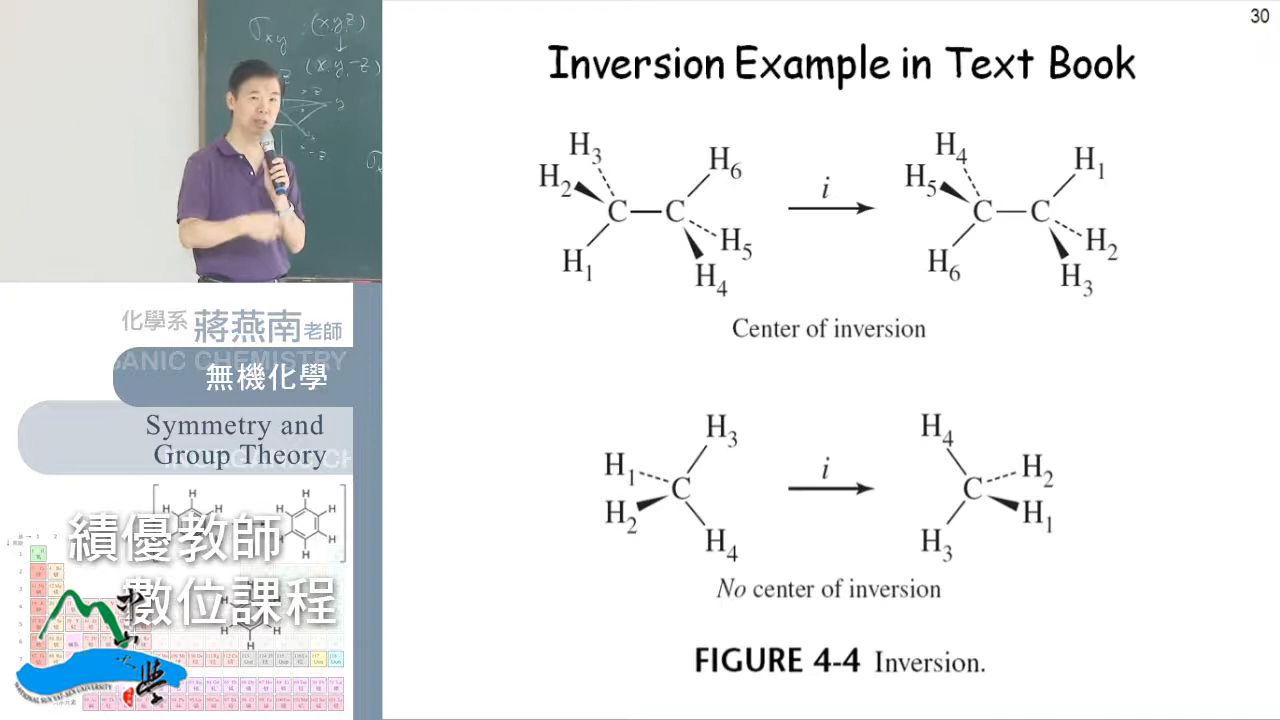 30
Inversion Example in Text Book
σxy : (x,y,z)
↓
(x, y, -z)
H3
H2
C—C
H6
H1
H5
H4
i
H4
H5
C—C
H1
H6
H2
H3
Center of inversion
H3
H1
H2
C
H4
i
H4
C
H2
H1
H3
No center of inversion
FIGURE 4-4 Inversion.
化學系 蔣燕南 老師
GANIC CHEMISTRY
無機化學
Symmetry and
Group Theory
績優教師
數位課程